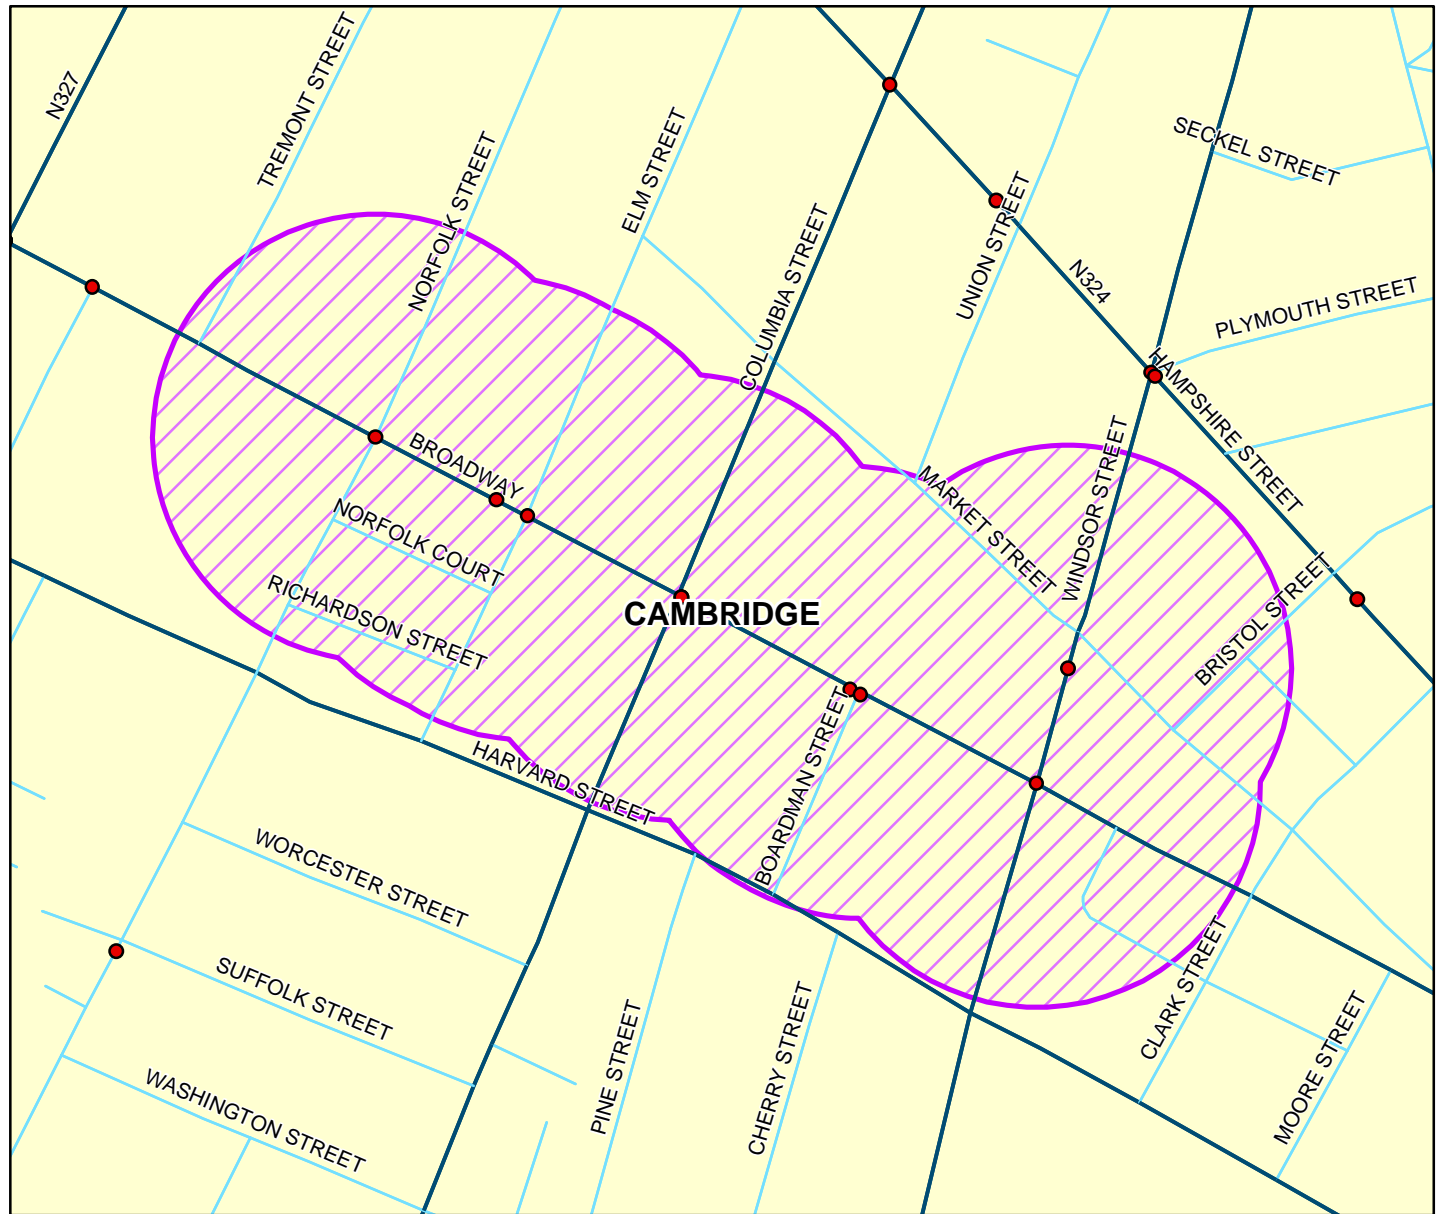 N327
TREMONT STREET
NORFOLK STREET
ELM STREET
COLUMBIA STREET
UNION STREET
SECKEL STREET
N324
PLYMOUTH STREET
HAMPSHIRE STREET
BROADWAY
NORFOLK COURT
RICHARDSON STREET
MARKET STREET
WINDSOR STREET
BRISTOL STREET
CAMBRIDGE
BOARDMAN STREET
HARVARD STREET
WORCESTER STREET
SUFFOLK STREET
WASHINGTON STREET
PINE STREET
CHERRY STREET
CLARK STREET
MOORE STREET